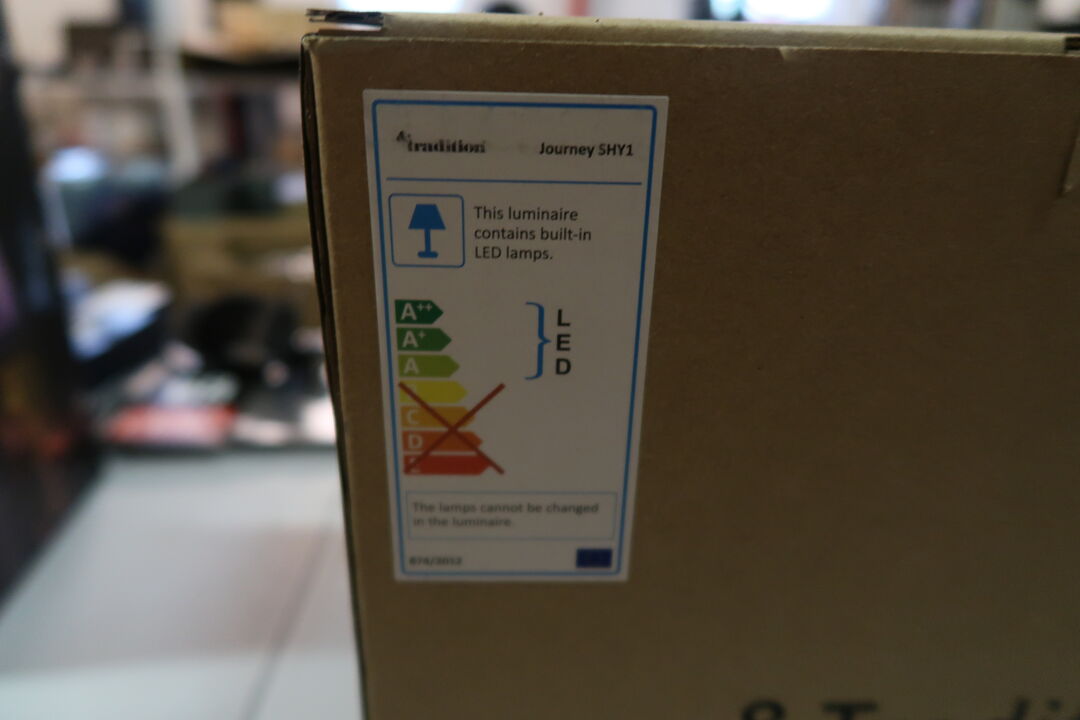 &tradition
Journey SHY1
This luminaire
contains built-in
LED lamps.
A++
A+
A
L
E
D
C
D
The lamps cannot be changed
in the luminaire.
874/2012
& Tradi